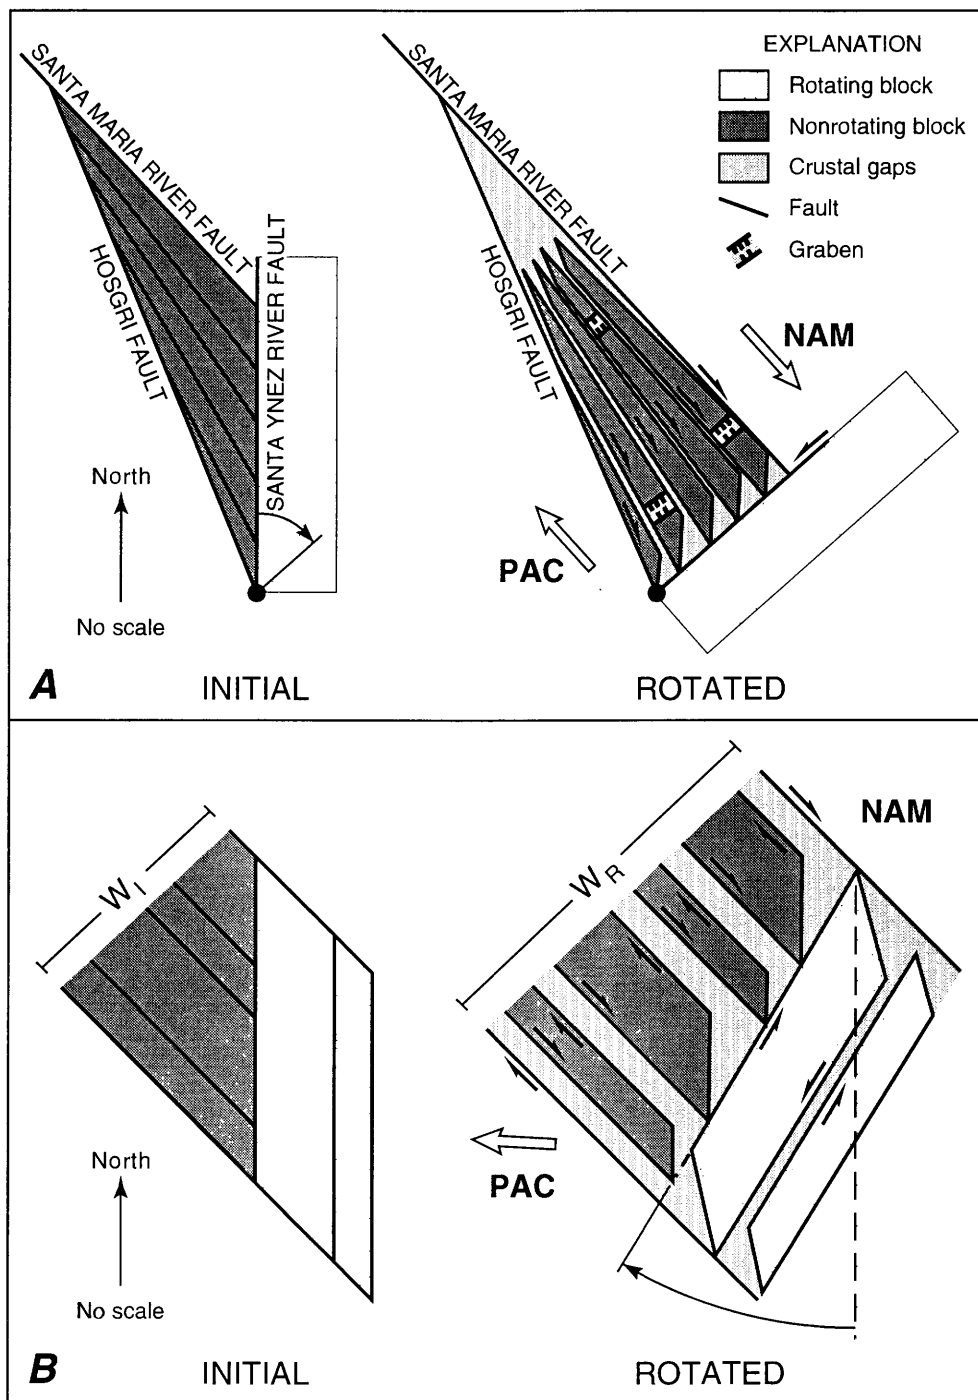 SANTA MARIA RIVER FAULT
HOSGRI FAULT
SANTA YNEZ RIVER FAULT
North
No scale
A
INITIAL
SANTA MARIA RIVER FAULT
HOSGRI FAULT
EXPLANATION
Rotating block
Nonrotating block
Crustal gaps
Fault
Graben
NAM
PAC
ROTATED
W I
North
No scale
B
INITIAL
W R
NAM
PAC
ROTATED